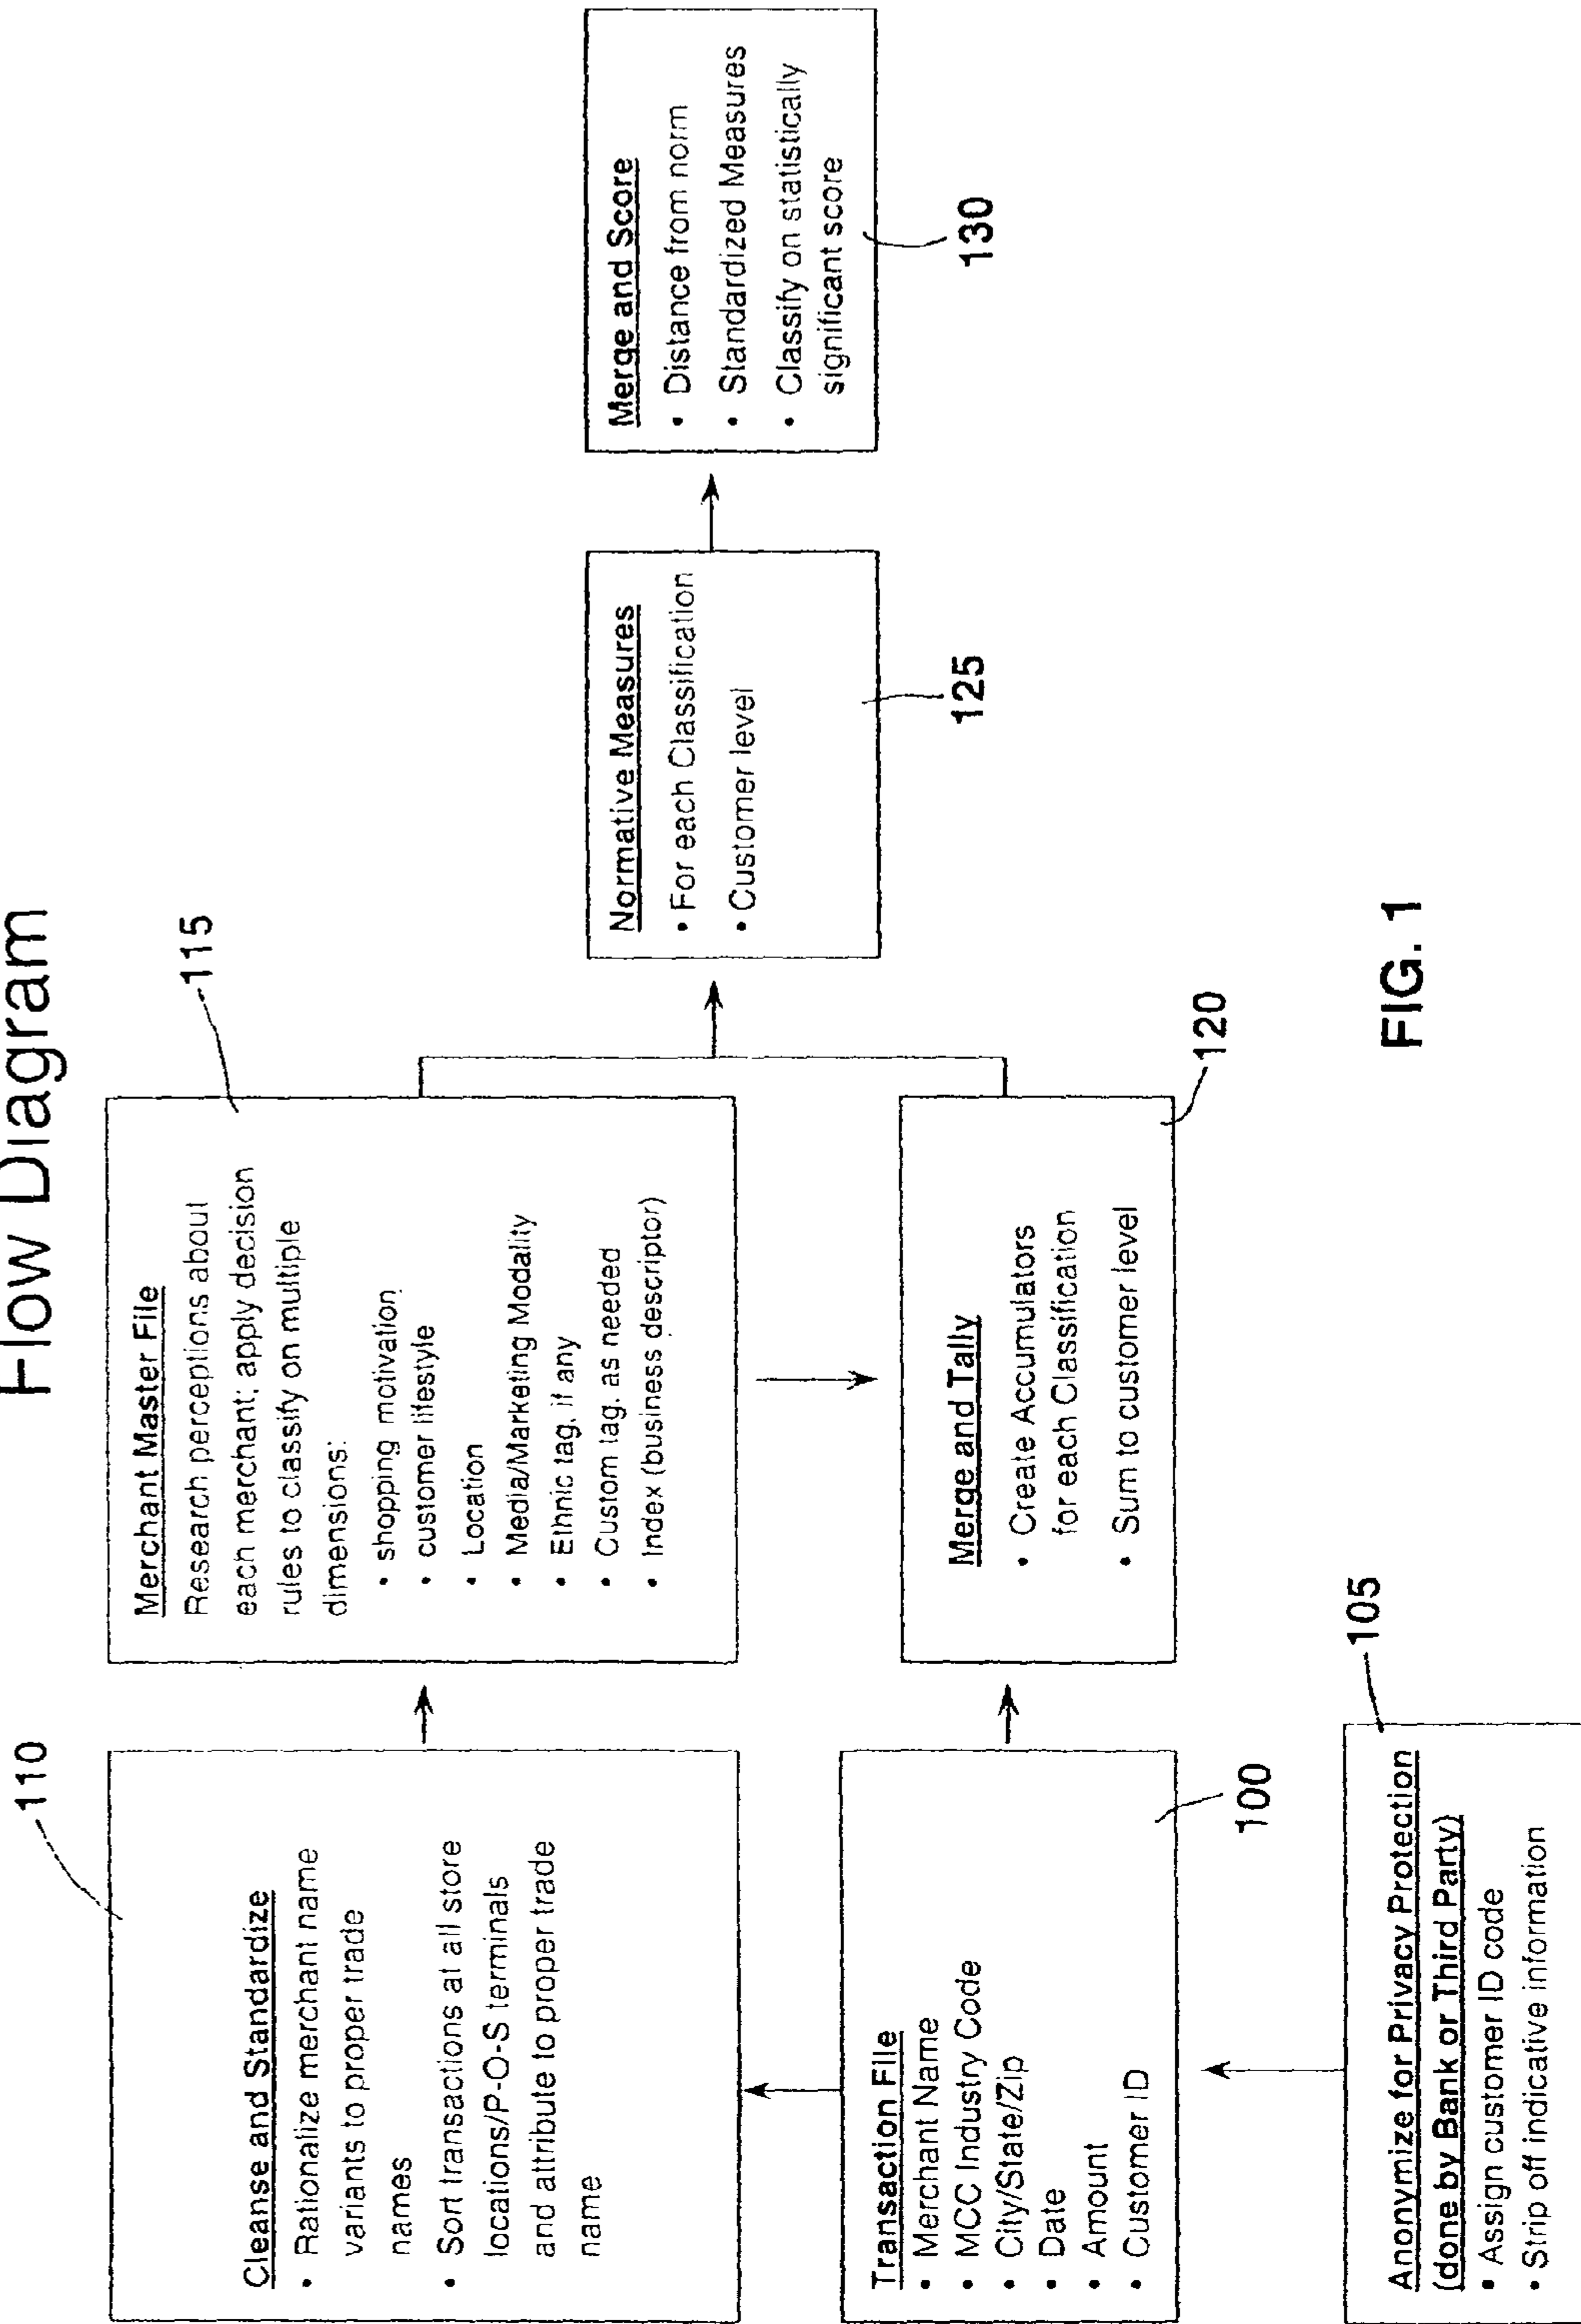 Flow Diagram
110
Cleanse and Standardize
• Rationalize merchant name
variants to proper trade
names
• Sort transactions at all store
locations/P-O-S terminals
and attribute to proper trade
name
115
Merchant Master File
Research perceptions about
each merchant; apply decision
rules to classify on multiple
dimensions:
• shopping motivation
• customer lifestyle
• Location
• Media/Marketing Modality
• Ethnic tag, if any
• Custom tag, as needed
• Index (business descriptor)
Transaction File
• Merchant Name
• MCC Industry Code
• City/State/Zip
• Date
• Amount
• Customer ID
100
Merge and Tally
• Create Accumulators
for each Classification
• Sum to customer level
120
Normative Measures
• For each Classification
• Customer level
125
Merge and Score
• Distance from norm
• Standardized Measures
• Classify on statistically
significant score
130
Anonymize for Privacy Protection
(done by Bank or Third Party)
• Assign customer ID code
• Strip off indicative information
105
FIG. 1